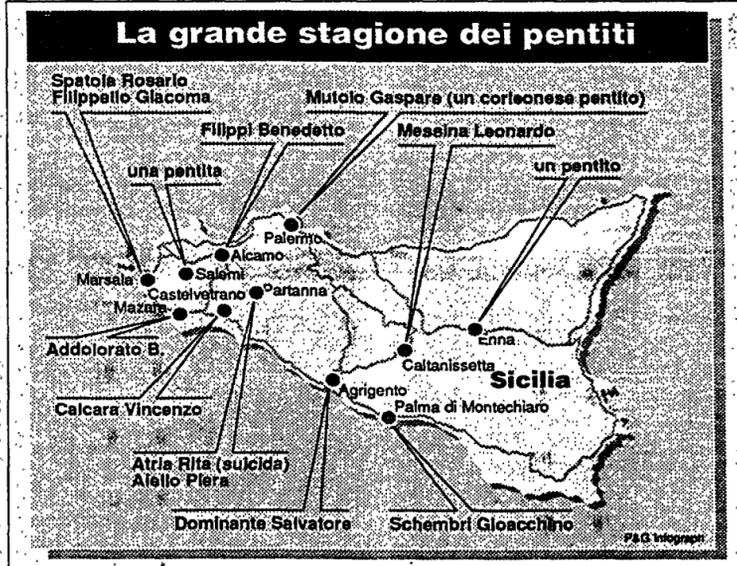 La grande stagione dei pentiti
Spatola Rosario
Filippello Giacoma
Mutolo Gaspare (un corleonese pentito)
Filippi Benedetto
Messina Leonardo
una pentita
un pentito
Palermo
Alcamo
Marsala
Salemi
Castelvetrano
Partanna
Mazara
Enna
Addolorato B.
Caltanissetta
Sicilia
Agrigento
Calcara Vincenzo
Palma di Montechiaro
Atria Rita (suicida)
Aiello Piera
Dominante Salvatore
Schembri Gioacchino
P&G Infograph